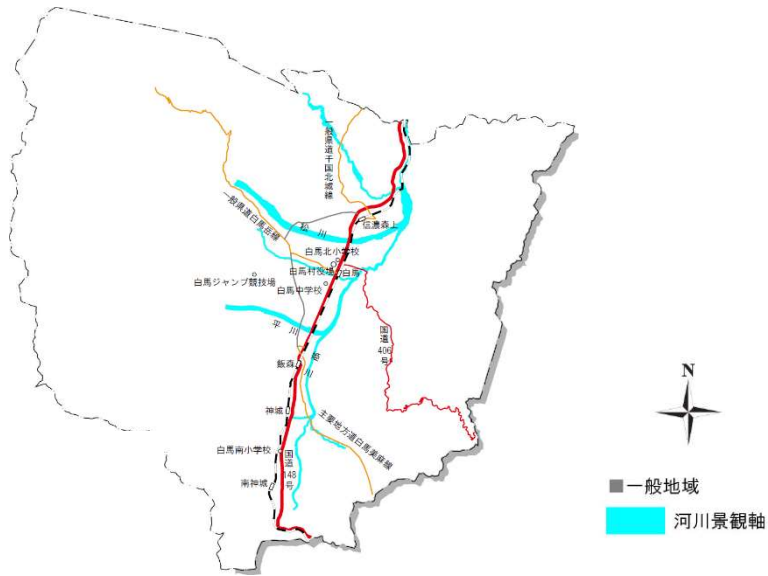 一般県道千国北城線
信濃森上
一般県道白馬岳線
松川
白馬北小学校
白馬村役場
白馬
白馬ジャンプ競技場
白馬中学校
平川
国道406号
姫川
飯森
神城
主要地方道白馬美麻線
白馬南小学校
国道148号
南神城
N
一般地域
河川景観軸